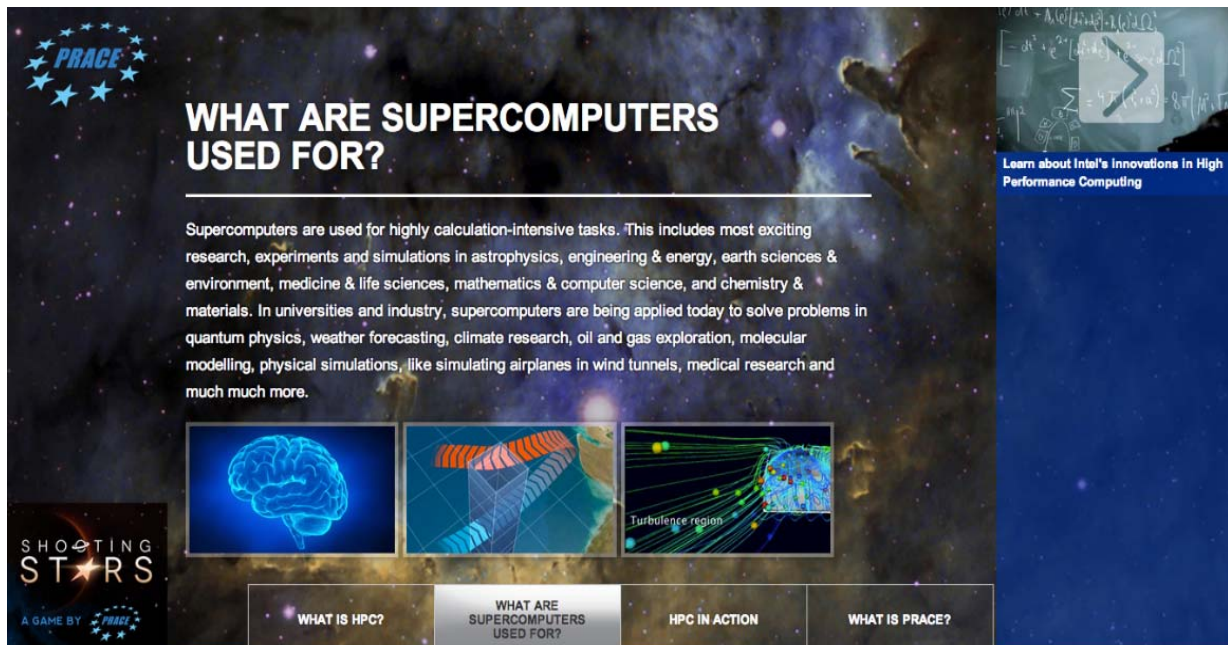 PRACE
WHAT ARE SUPERCOMPUTERS
USED FOR?
Supercomputers are used for highly calculation-intensive tasks. This includes most exciting
research, experiments and simulations in astrophysics, engineering & energy, earth sciences &
environment, medicine & life sciences, mathematics & computer science, and chemistry &
materials. In universities and industry, supercomputers are being applied today to solve problems in
quantum physics, weather forecasting, climate research, oil and gas exploration, molecular
modelling, physical simulations, like simulating airplanes in wind tunnels, medical research and
much much more.
Turbulence region
SHOOTING
STARS
A GAME BY PRACE
WHAT IS HPC?
WHAT ARE
SUPERCOMPUTERS
USED FOR?
HPC IN ACTION
WHAT IS PRACE?
Learn about Intel's innovations in High
Performance Computing